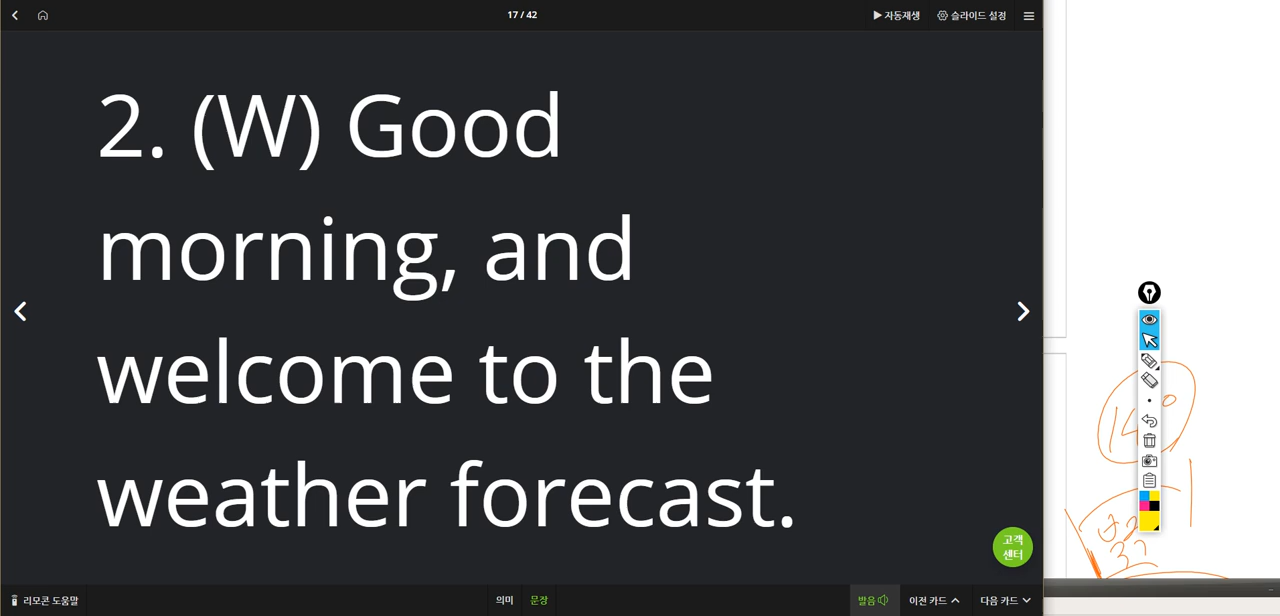 17 / 42
자동재생
슬라이드 설정
2. (W) Good
morning, and
welcome to the
weather forecast.
고객
센터
리모콘 도움말
의미
문장
발음
이전 카드
다음 카드